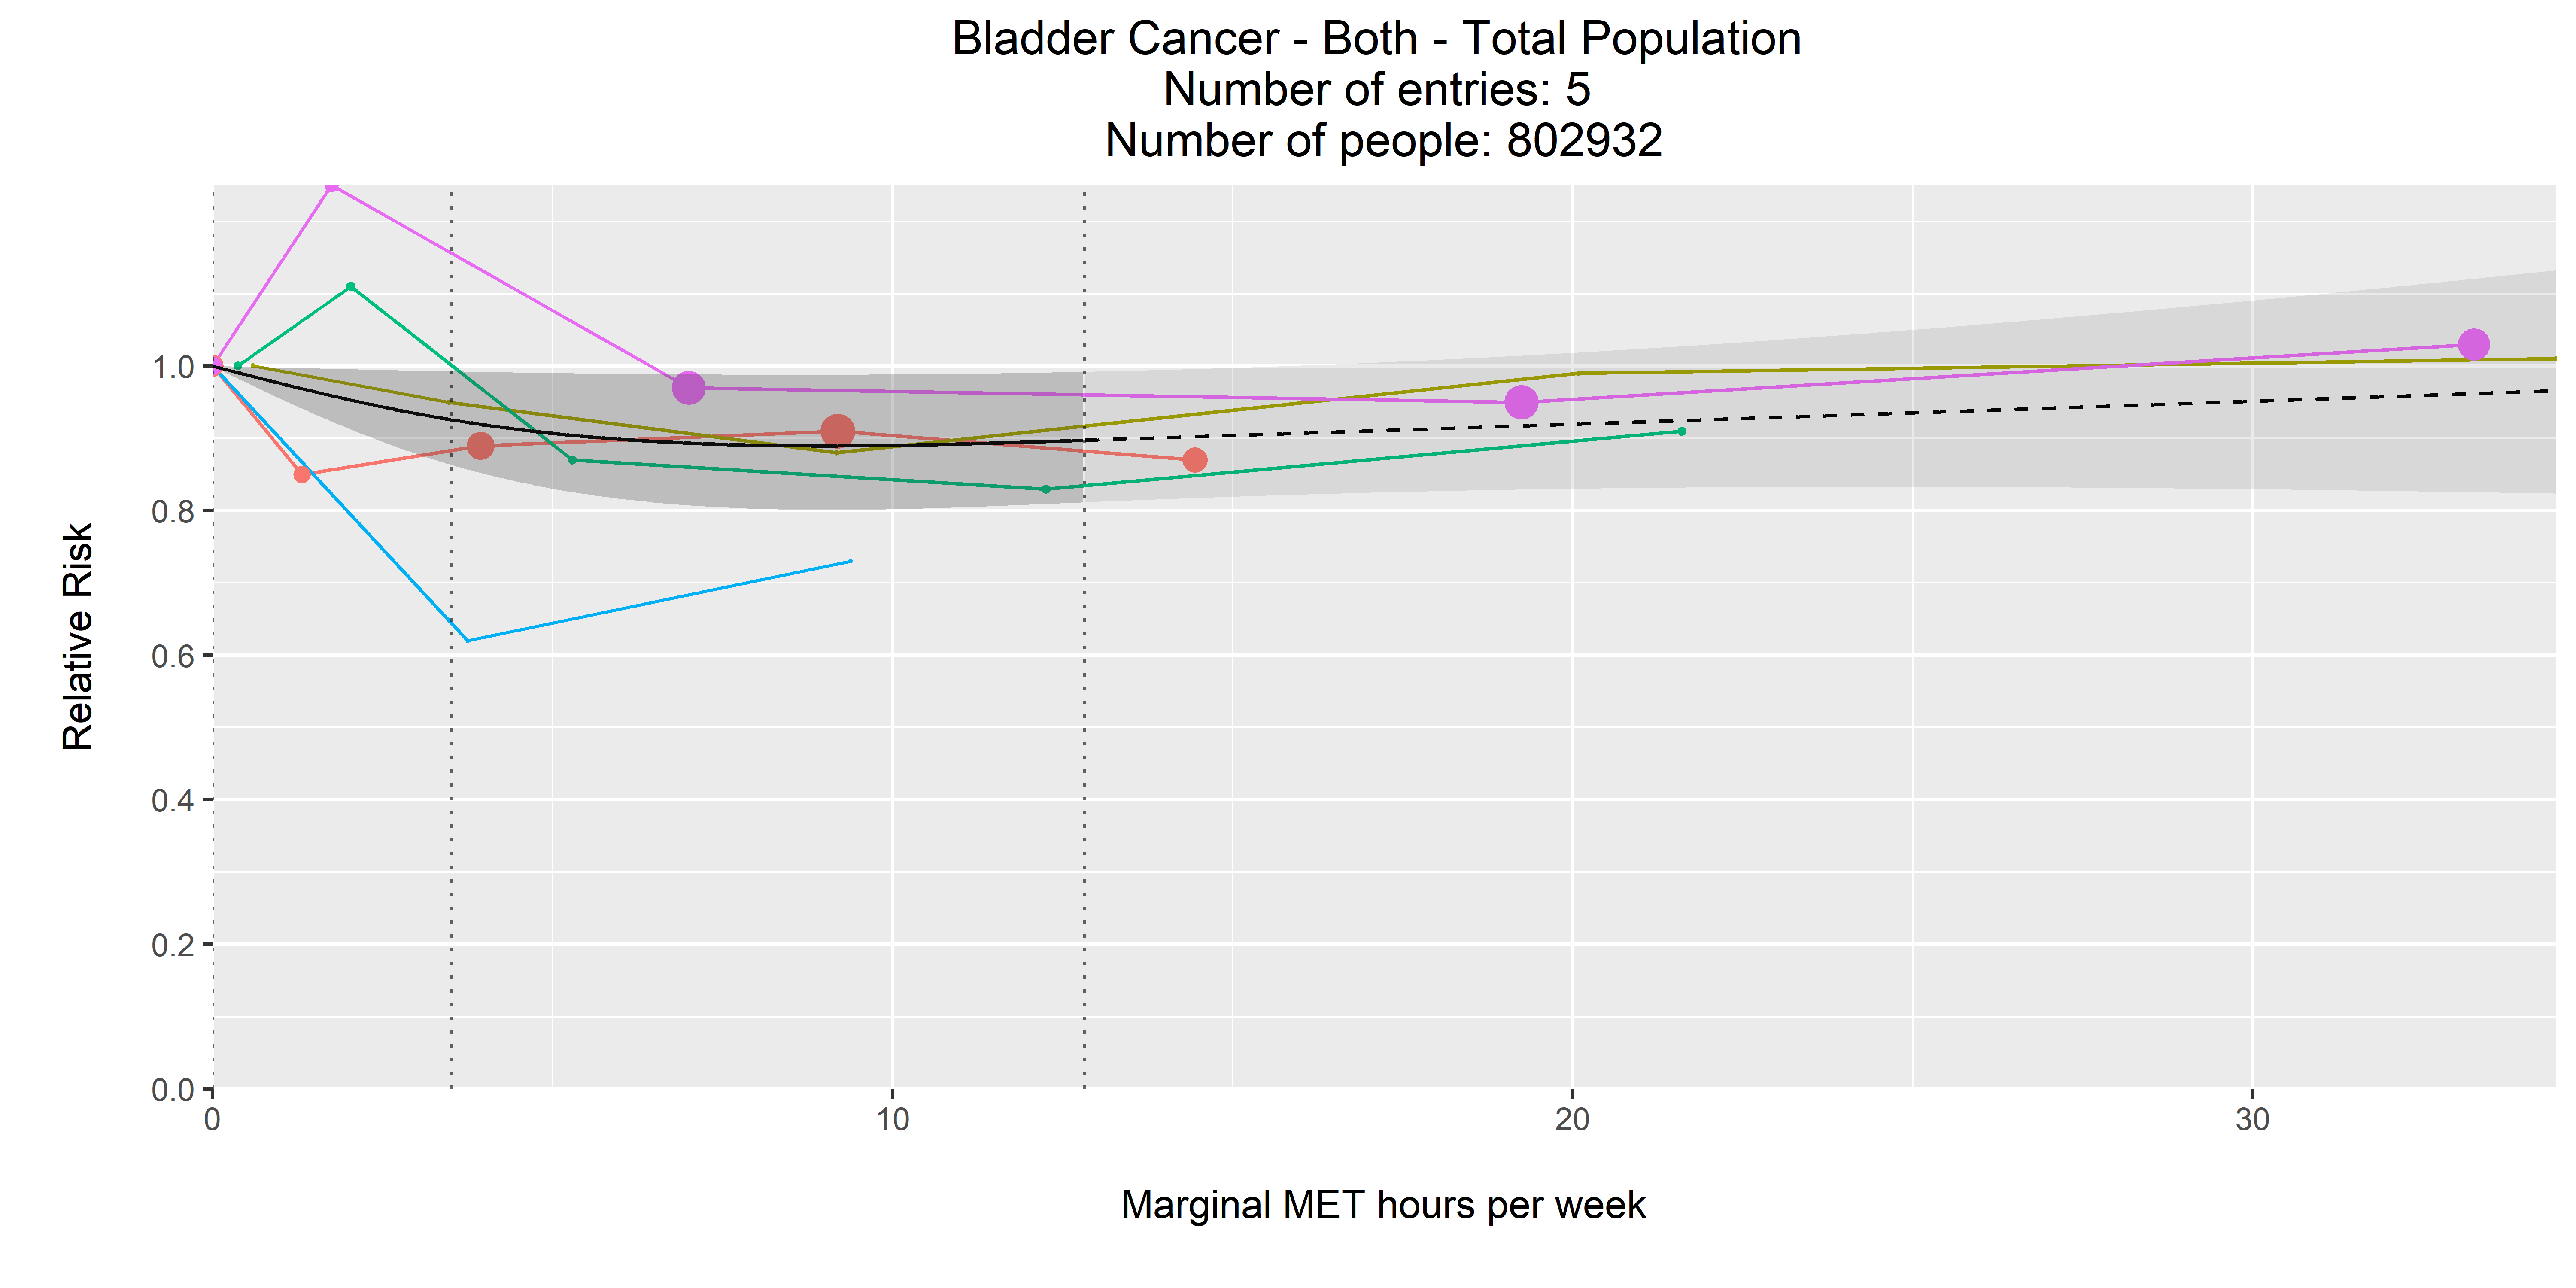 Bladder Cancer - Both - Total Population
Number of entries: 5
Number of people: 802932
1.0
0.8
0.6
0.4
0.2
0.0
Relative Risk
0 10 20 30
Marginal MET hours per week